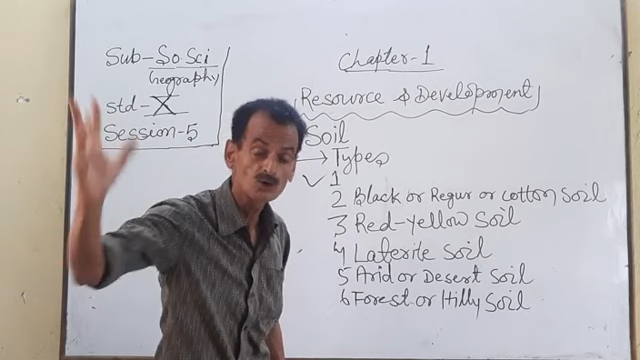 Sub-So.Sci
Geography
std-X
Session-5
Chapter-1
Resource & Development
Soil
→ Types
✓ 1
2 Black or Regur or cotton soil
3 Red-yellow Soil
4 Laterite Soil
5 Arid or Desert Soil
6 Forest or Hilly Soil